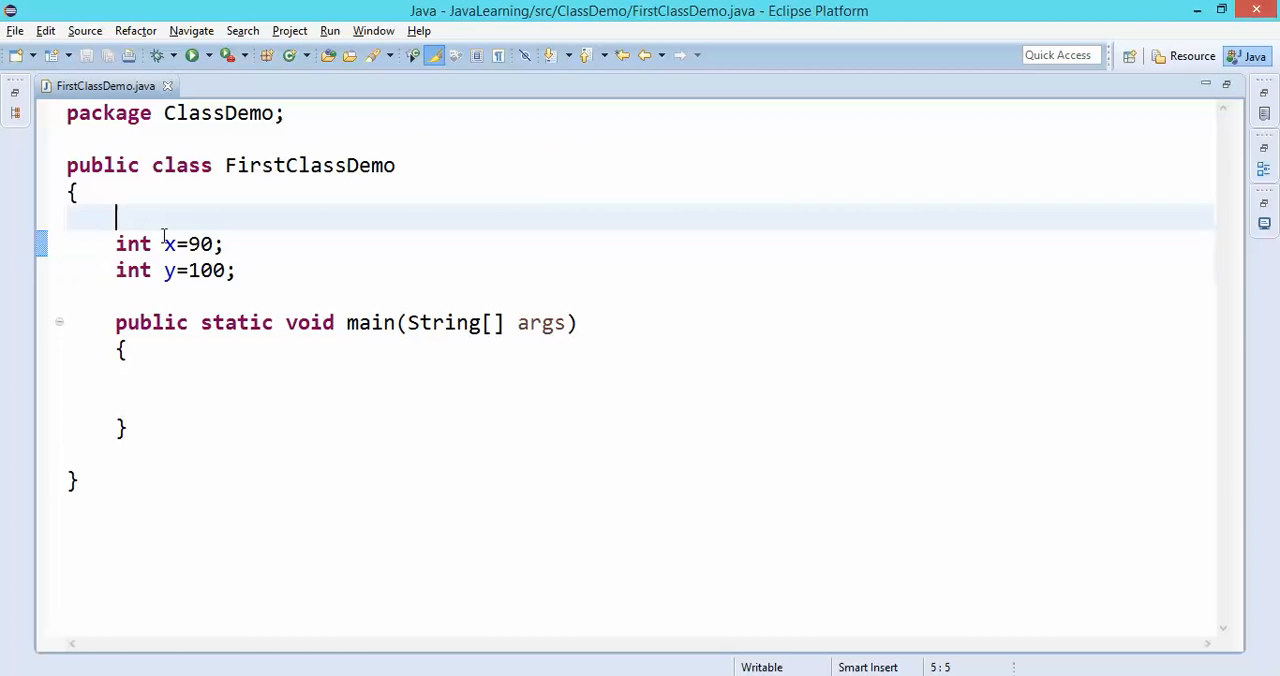 Java - JavaLearning/src/ClassDemo/FirstClassDemo.java - Eclipse Platform
File Edit Source Refactor Navigate Search Project Run Window Help
Quick Access Resource Java
FirstClassDemo.java
package ClassDemo;
public class FirstClassDemo
{
int x=90;
int y=100;
public static void main(String[] args)
{
}
}
Writable Smart Insert 5 : 5